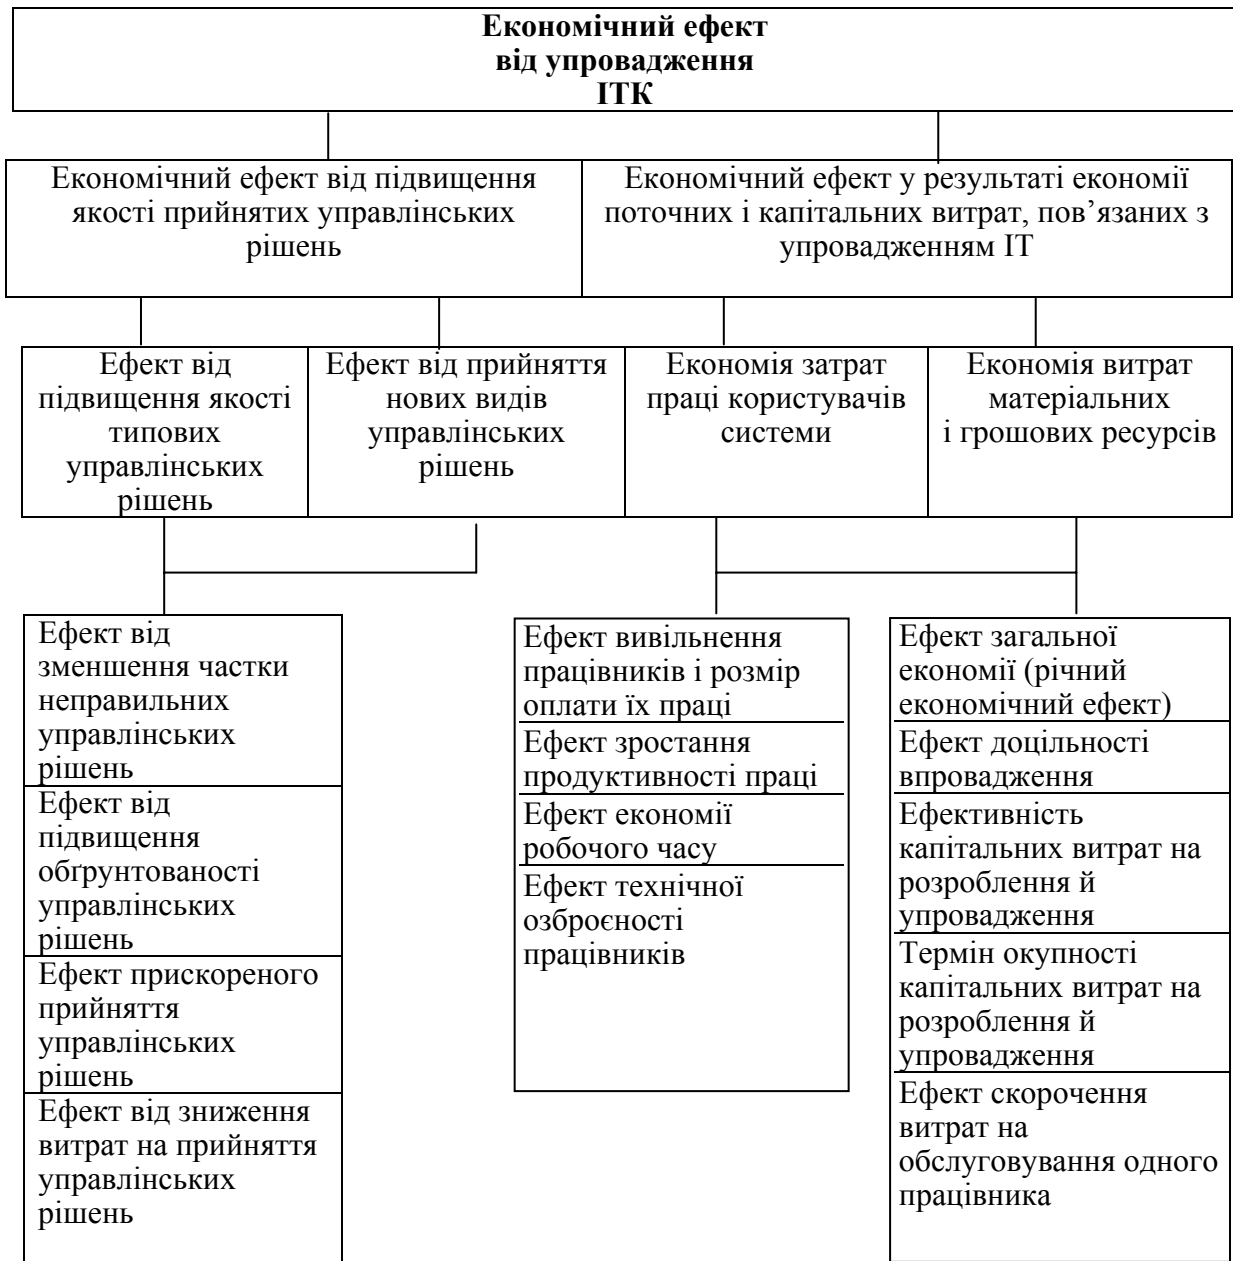 Економічний ефект
від упровадження
ІТК
Економічний ефект від підвищення
якості прийнятих управлінських
рішень
Економічний ефект у результаті економії
поточних і капітальних витрат, пов’язаних з
упровадженням ІТ
Ефект від
підвищення якості
типових
управлінських
рішень
Ефект від прийняття
нових видів
управлінських
рішень
Економія затрат
праці користувачів
системи
Економія витрат
матеріальних
і грошових ресурсів
Ефект від
зменшення частки
неправильних
управлінських
рішень
Ефект від
підвищення
обґрунтованості
управлінських
рішень
Ефект прискореного
прийняття
управлінських
рішень
Ефект від зниження
витрат на прийняття
управлінських
рішень
Ефект вивільнення
працівників і розмір
оплати їх праці
Ефект зростання
продуктивності праці
Ефект економії
робочого часу
Ефект технічної
озброєності
працівників
Ефект загальної
економії (річний
економічний ефект)
Ефект доцільності
впровадження
Ефективність
капітальних витрат на
розроблення й
упровадження
Термін окупності
капітальних витрат на
розроблення й
упровадження
Ефект скорочення
витрат на
обслуговування одного
працівника